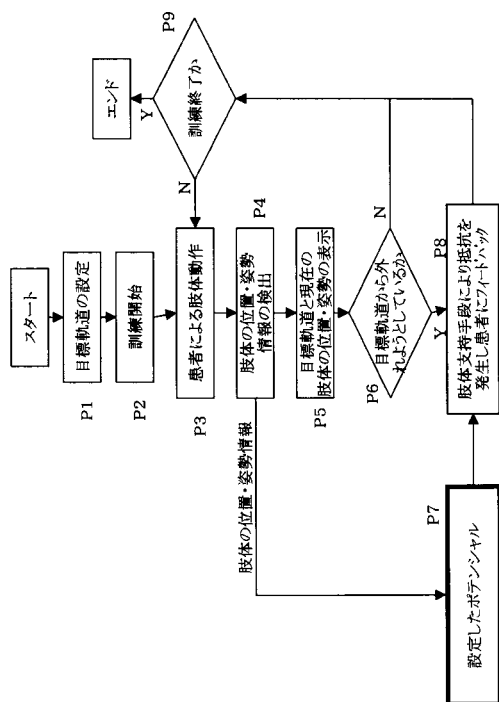 スタート
目標軌道の設定
P1
訓練開始
P2
患者による肢体動作
P3
肢体の位置・姿勢
情報の検出
P4
肢体の位置・姿勢情報
目標軌道と現在の
肢体の位置・姿勢の表示
P5
目標軌道から外
れようとしているか
P6
N
Y
設定したポテンシャル
P7
肢体支持手段により抵抗を
発生し患者にフィードバック
P8
訓練終了か
P9
N
Y
エンド